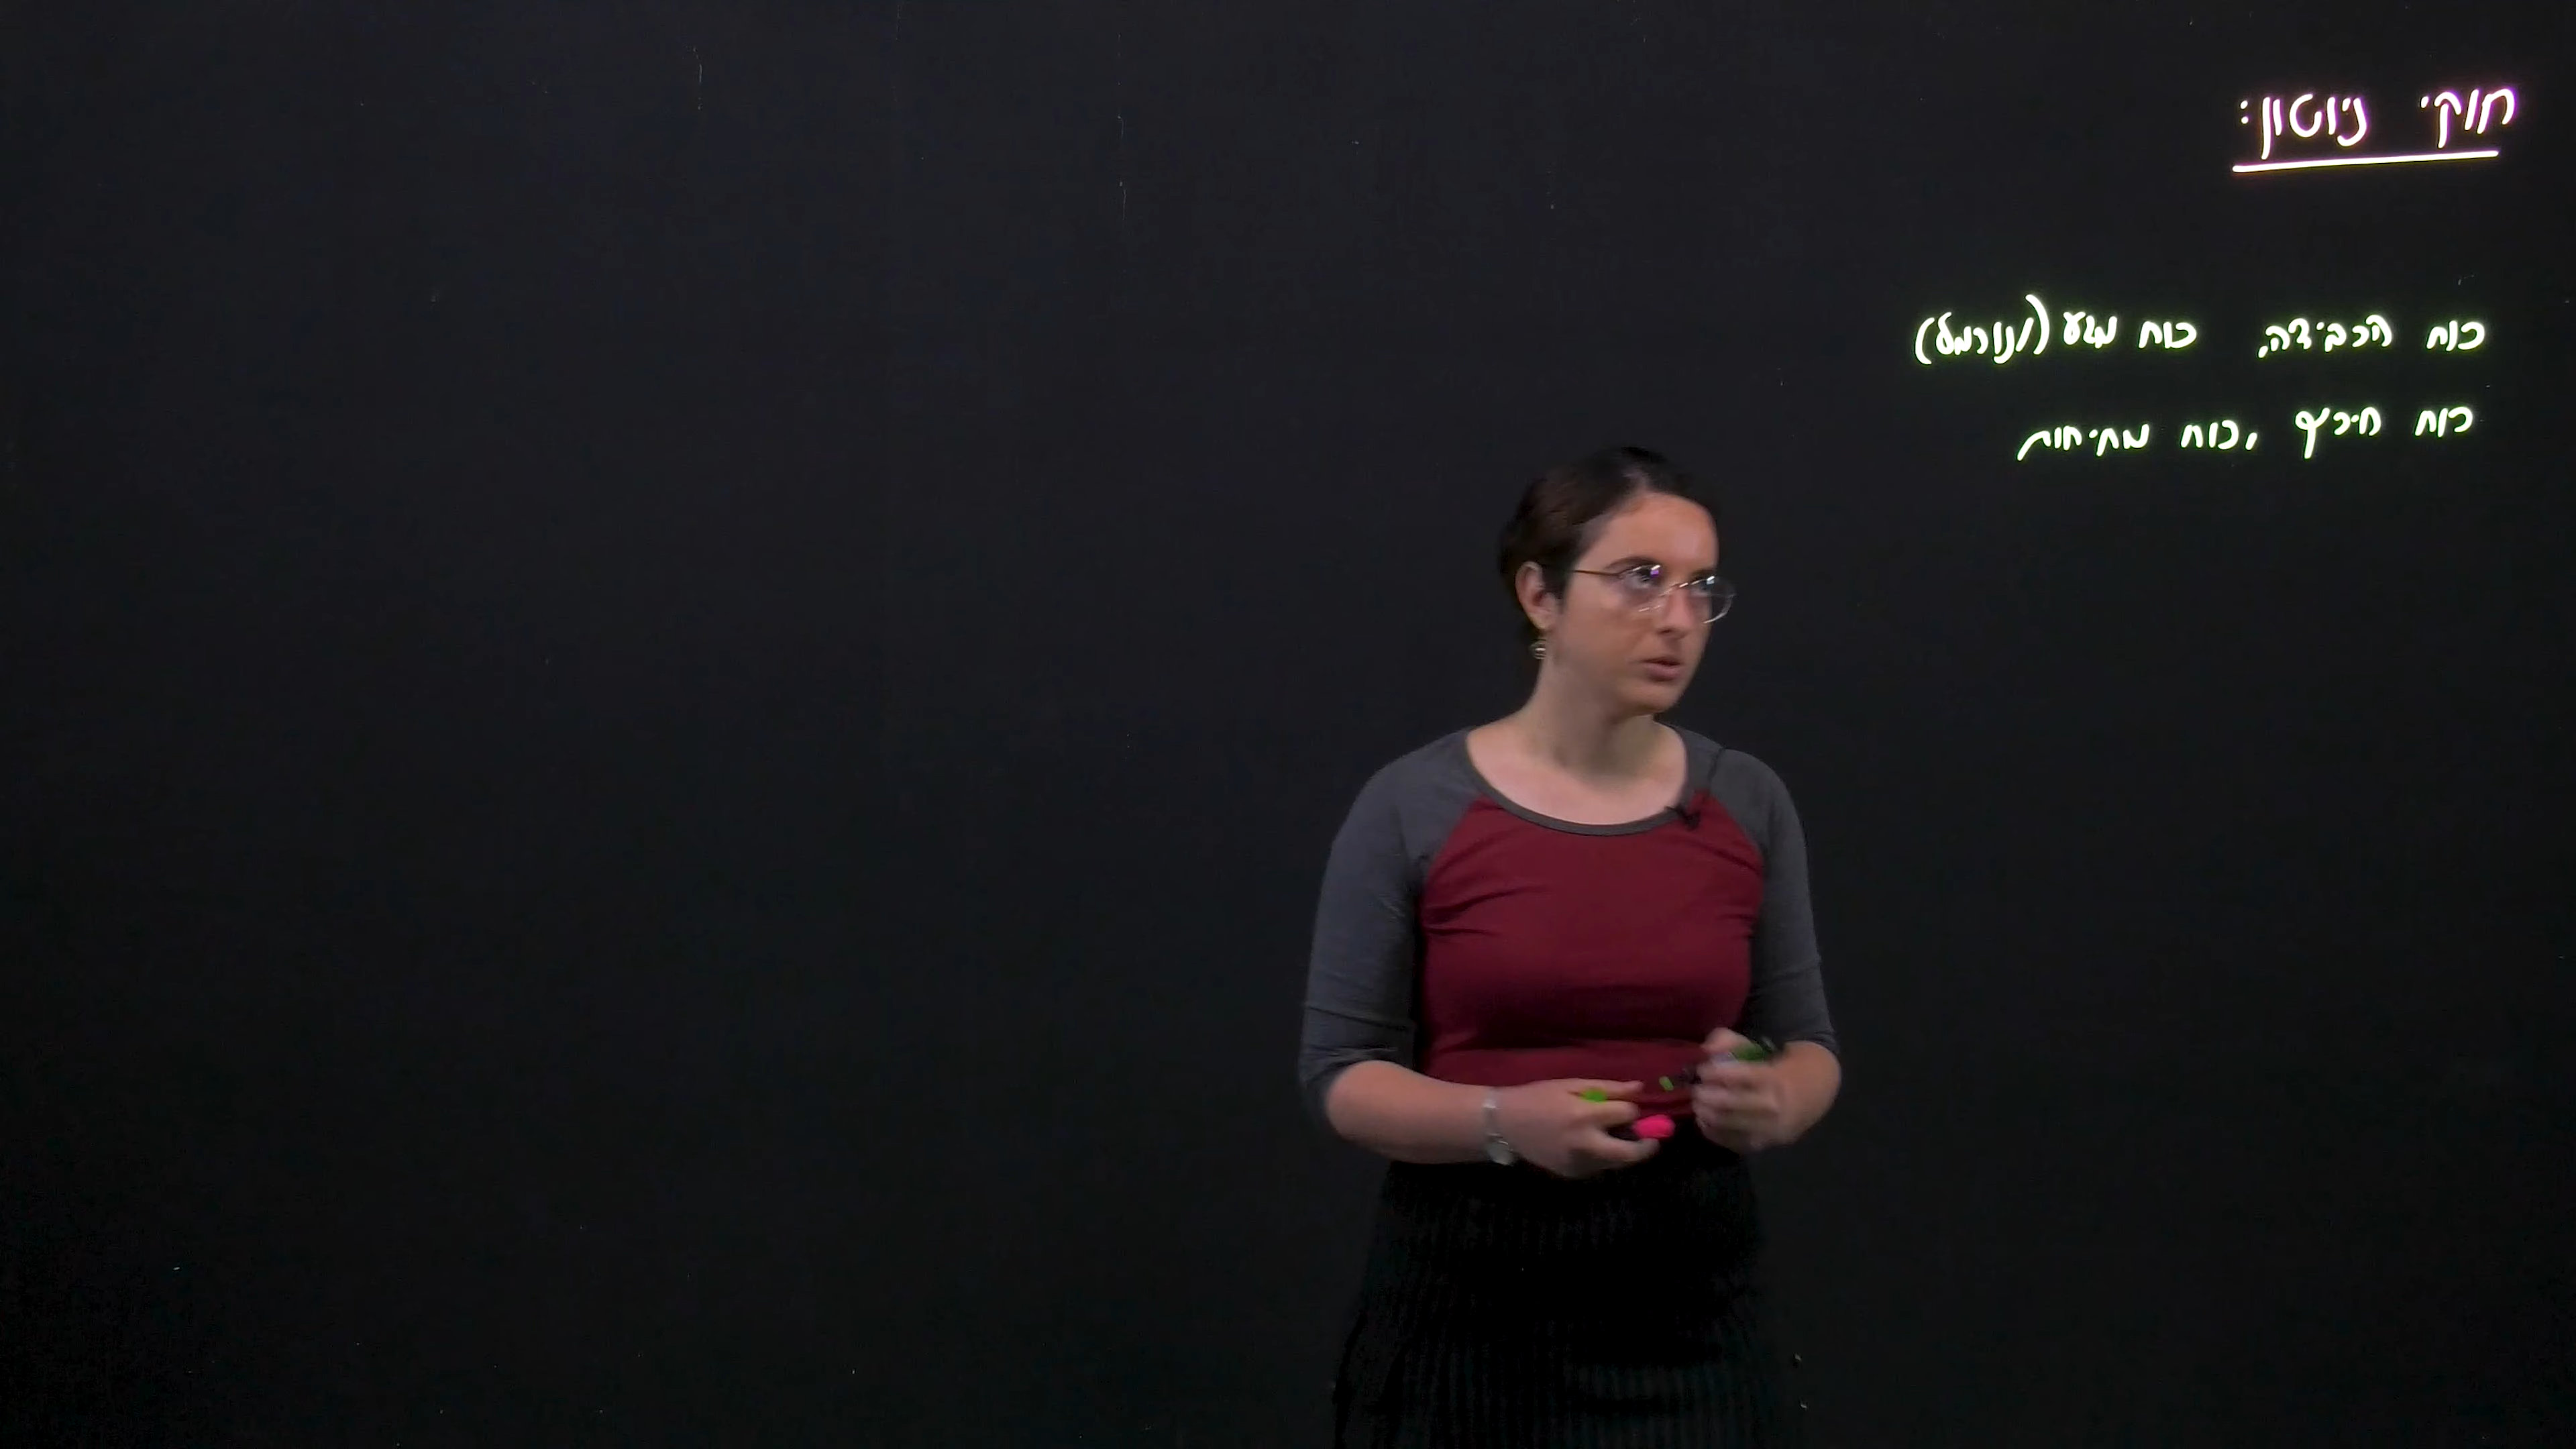 חוקי ניוטון:
כוח הכבידה, כוח מגע (/נורמל)
כוח חיכוך, כוח מתיחות